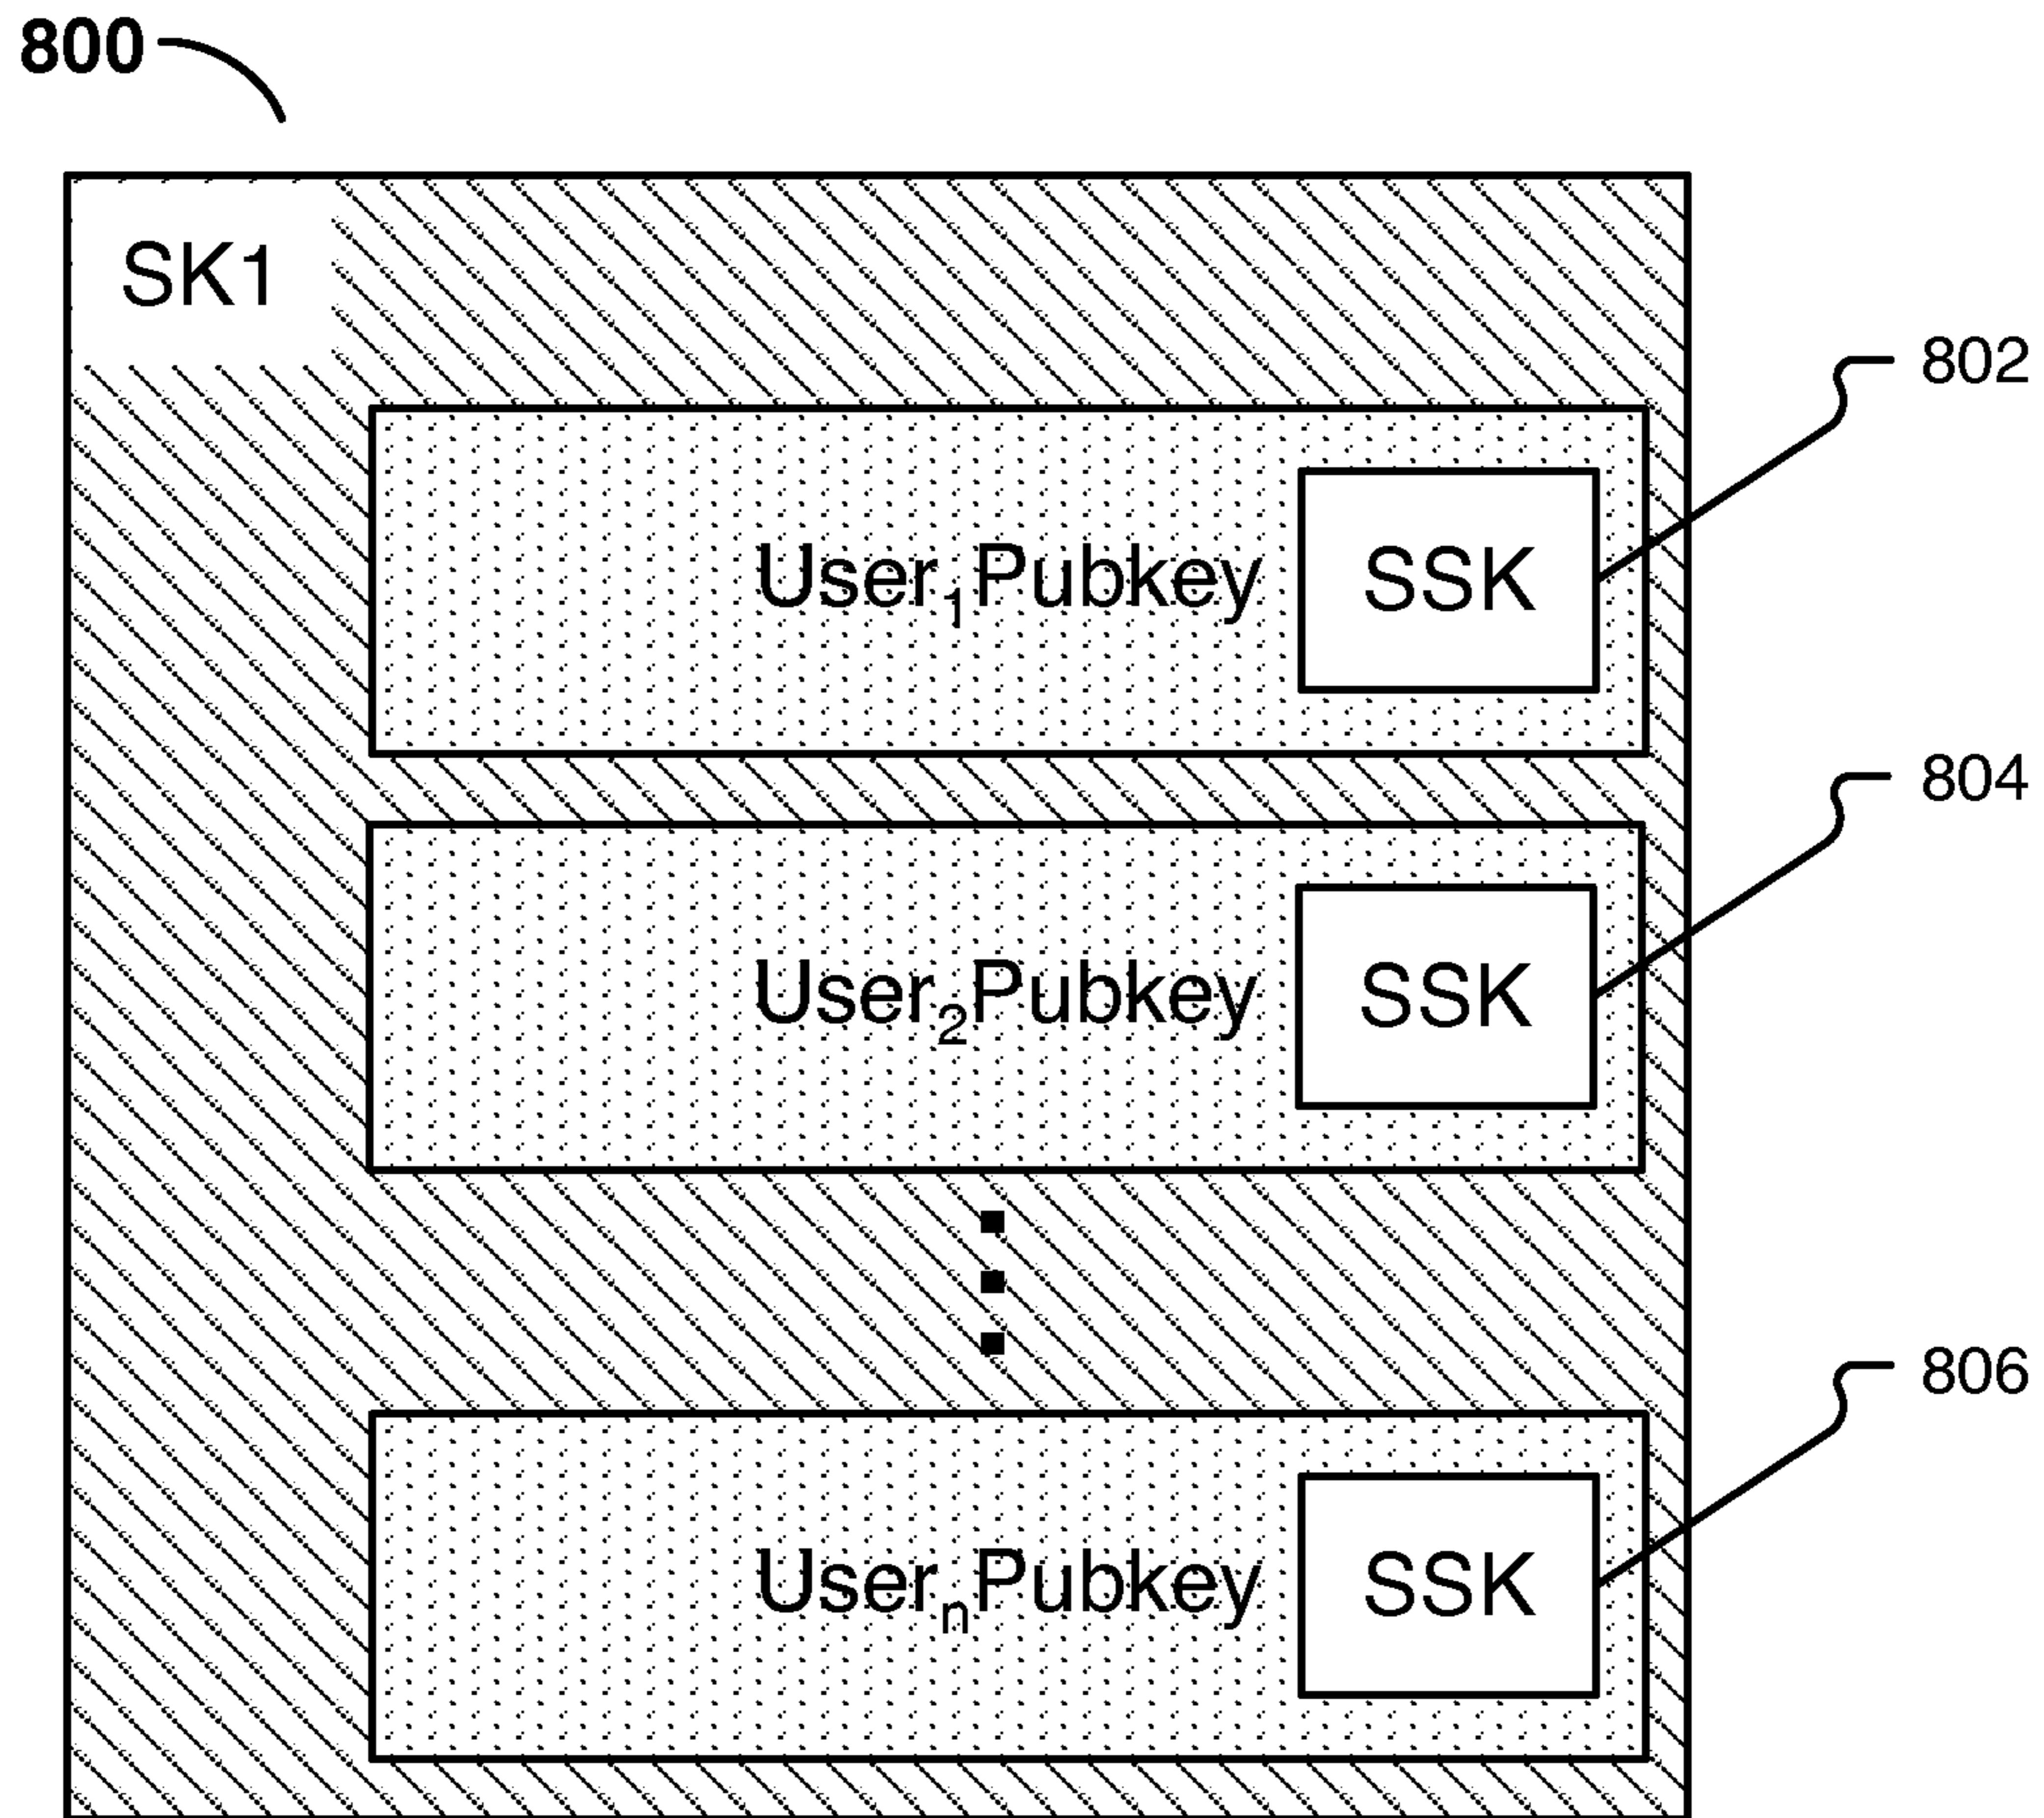 800
SK1
802
User₁Pubkey SSK
804
User₂Pubkey SSK
806
UserₙPubkey SSK